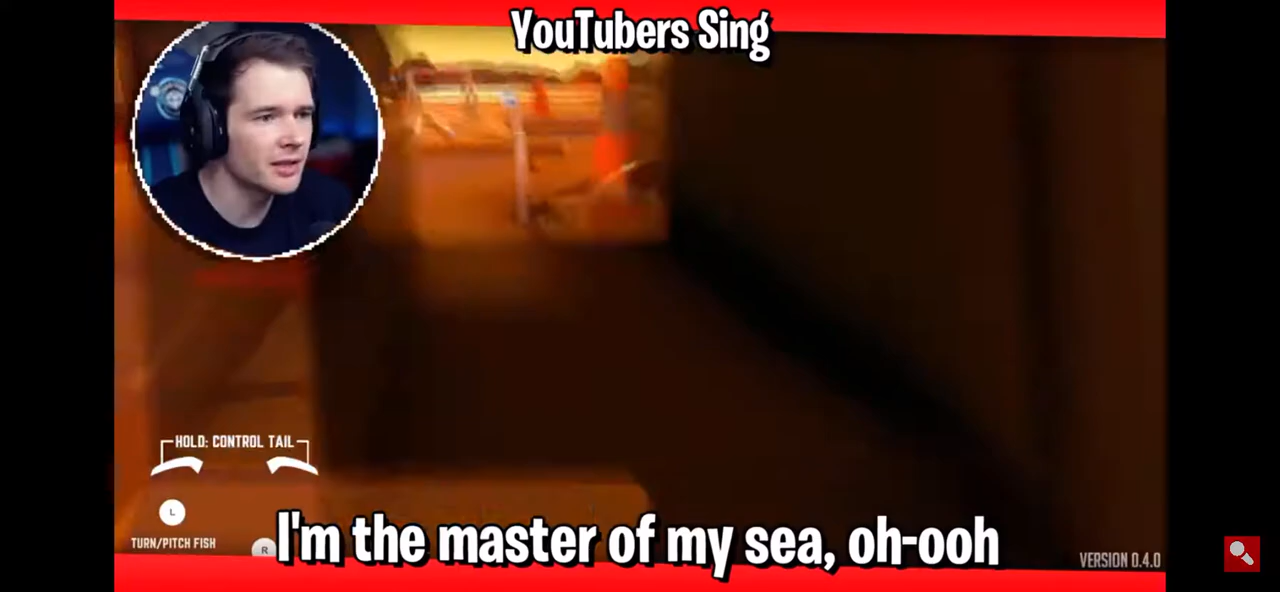 YouTubers Sing
HOLD: CONTROL TAIL
L
TURN/PITCH FISH
R
I'm the master of my sea, oh-ooh
VERSION 0.4.0